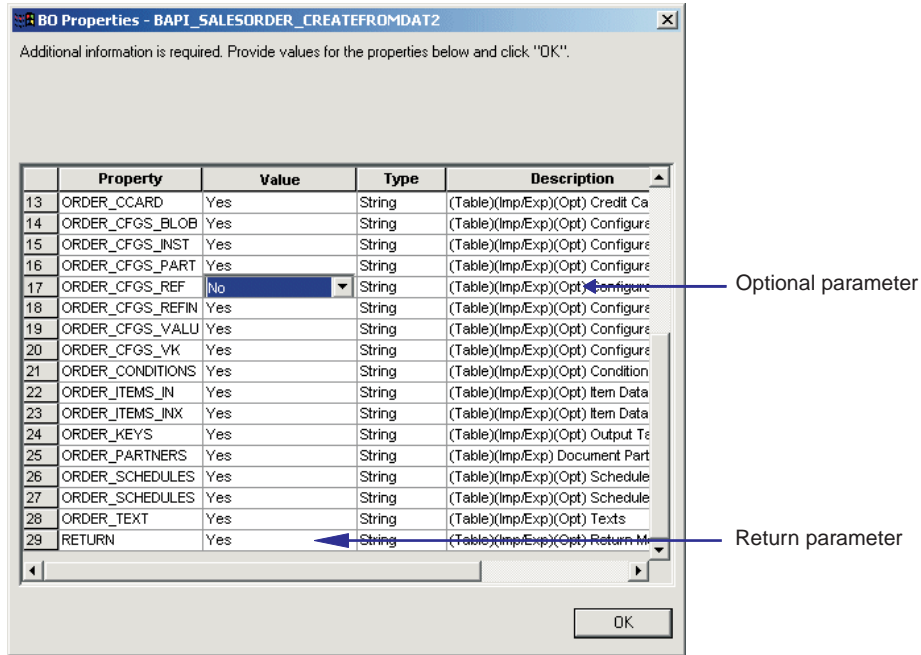 BO Properties - BAPI_SALESORDER_CREATEFROMDAT2
Additional information is required. Provide values for the properties below and click "OK".
Property Value Type Description
13 ORDER_CCARD Yes String (Table)(Imp/Exp)(Opt) Credit Ca
14 ORDER_CFGS_BLOB Yes String (Table)(Imp/Exp)(Opt) Configura
15 ORDER_CFGS_INST Yes String (Table)(Imp/Exp)(Opt) Configura
16 ORDER_CFGS_PART Yes String (Table)(Imp/Exp)(Opt) Configura
17 ORDER_CFGS_REF No String (Table)(Imp/Exp)(Opt) Configura Optional parameter
18 ORDER_CFGS_REFIN Yes String (Table)(Imp/Exp)(Opt) Configura
19 ORDER_CFGS_VALU Yes String (Table)(Imp/Exp)(Opt) Configura
20 ORDER_CFGS_VK Yes String (Table)(Imp/Exp)(Opt) Configura
21 ORDER_CONDITIONS Yes String (Table)(Imp/Exp)(Opt) Condition
22 ORDER_ITEMS_IN Yes String (Table)(Imp/Exp)(Opt) Item Data
23 ORDER_ITEMS_INX Yes String (Table)(Imp/Exp)(Opt) Item Data
24 ORDER_KEYS Yes String (Table)(Imp/Exp)(Opt) Output Ta
25 ORDER_PARTNERS Yes String (Table)(Imp/Exp) Document Part
26 ORDER_SCHEDULES Yes String (Table)(Imp/Exp)(Opt) Schedule
27 ORDER_SCHEDULES Yes String (Table)(Imp/Exp)(Opt) Schedule
28 ORDER_TEXT Yes String (Table)(Imp/Exp)(Opt) Texts
29 RETURN Yes String (Table)(Imp/Exp)(Opt) Return M Return parameter
OK